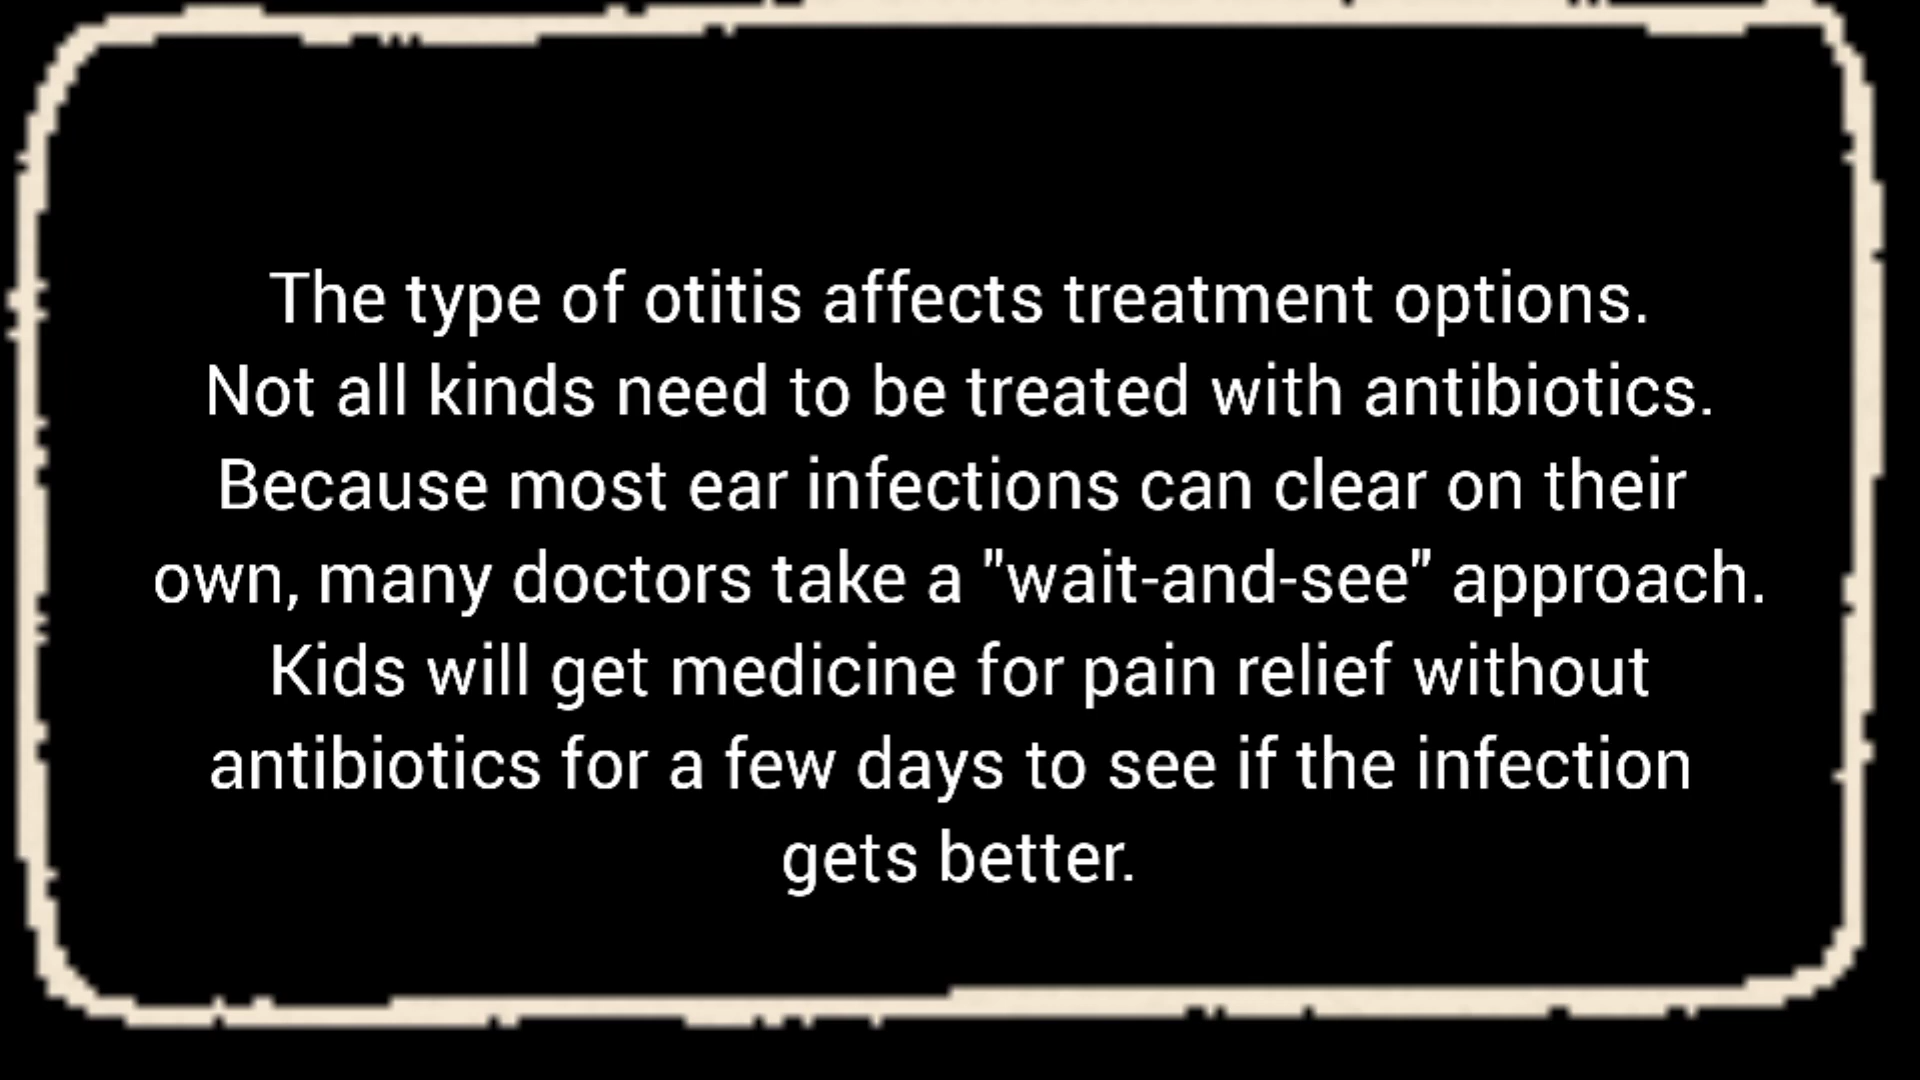 The type of otitis affects treatment options.
Not all kinds need to be treated with antibiotics.
Because most ear infections can clear on their
own, many doctors take a "wait-and-see" approach.
Kids will get medicine for pain relief without
antibiotics for a few days to see if the infection
gets better.